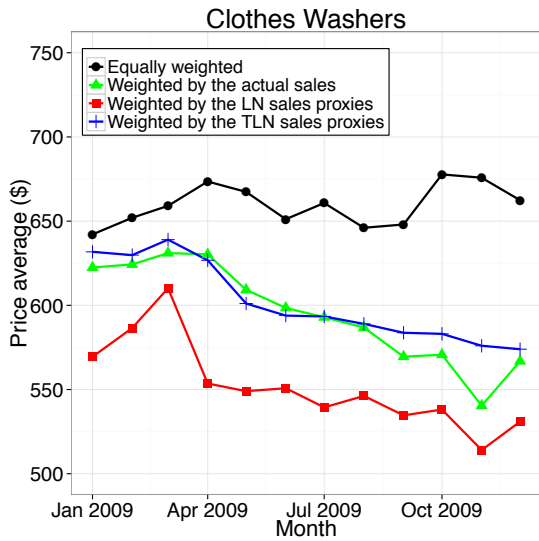 Clothes Washers
Price average ($)
750
700
650
600
550
500
Equally weighted
Weighted by the actual sales
Weighted by the LN sales proxies
Weighted by the TLN sales proxies
Jan 2009 Apr 2009 Jul 2009 Oct 2009
Month